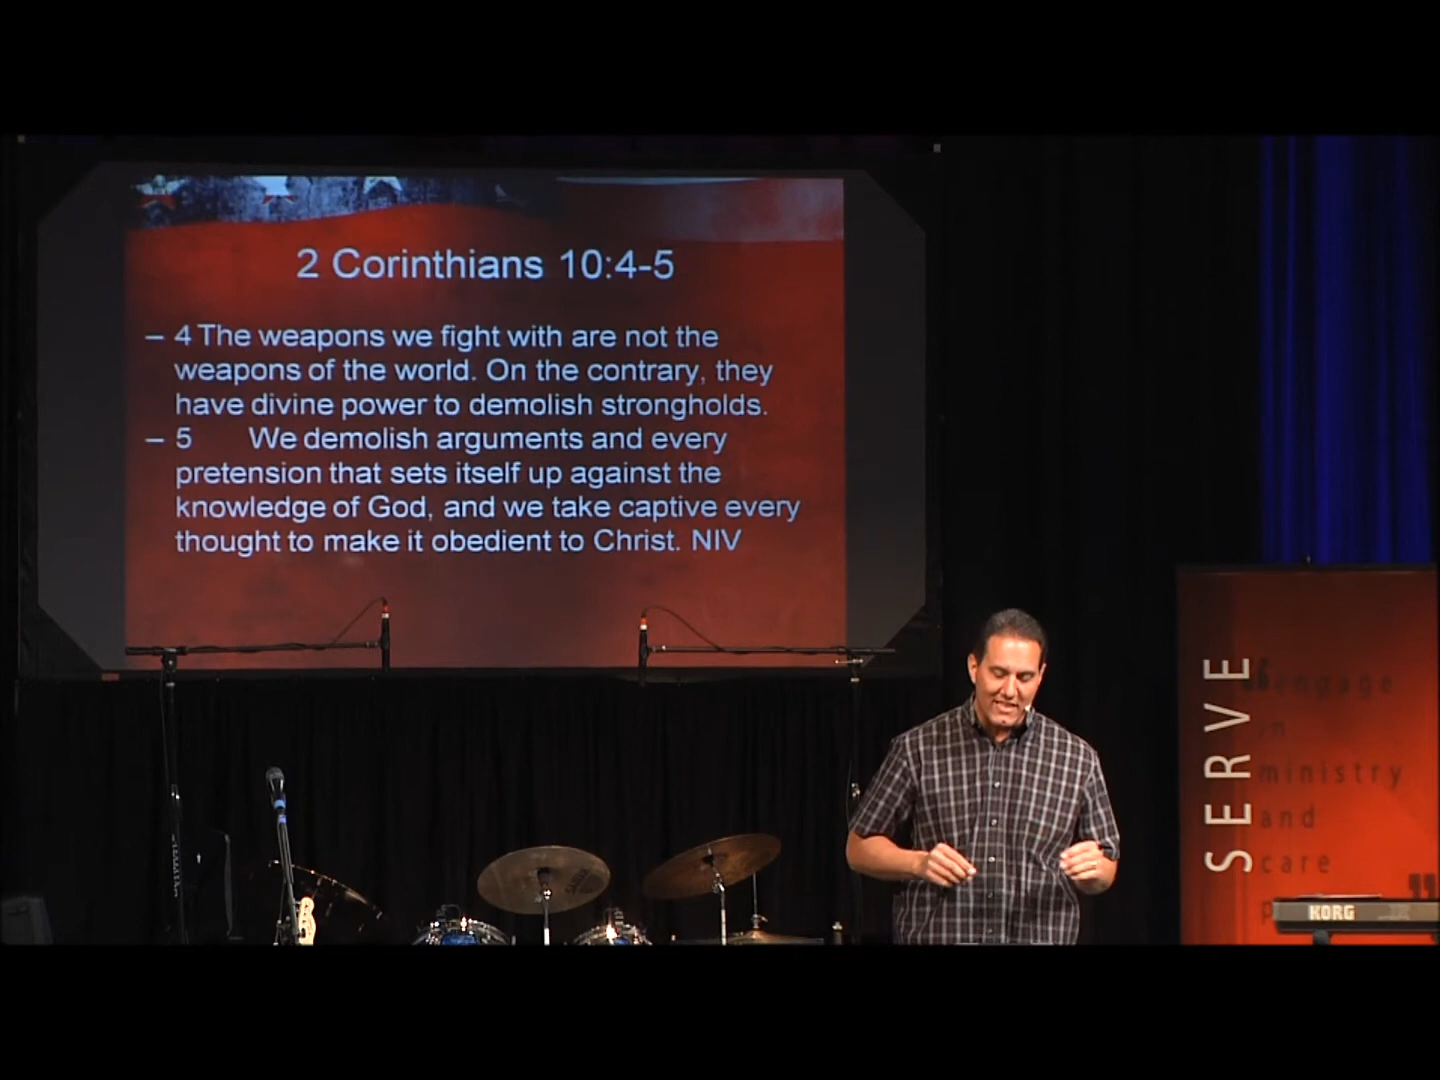 2 Corinthians 10:4-5
– 4 The weapons we fight with are not the
weapons of the world. On the contrary, they
have divine power to demolish strongholds.
– 5 We demolish arguments and every
pretension that sets itself up against the
knowledge of God, and we take captive every
thought to make it obedient to Christ. NIV
SERVE
engage
in
ministry
and
care
KORG